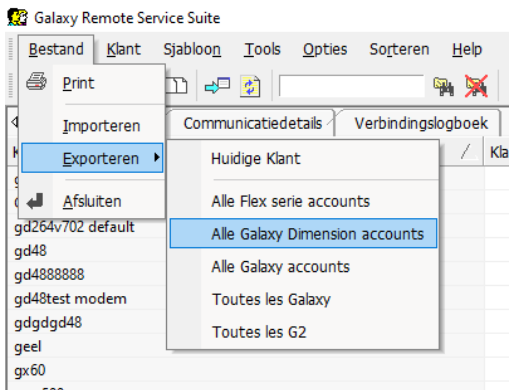 Galaxy Remote Service Suite
Bestand Klant Sjabloon Tools Opties Sorteren Help
Print
Importeren
Exporteren
Afsluiten
Communicatiedetails Verbindingslogboek
Kla
Huidige Klant
Alle Flex serie accounts
Alle Galaxy Dimension accounts
Alle Galaxy accounts
Toutes les Galaxy
Toutes les G2
gd264v702 default
gd48
gd4888888
gd48test modem
gdgdgd48
geel
gx60